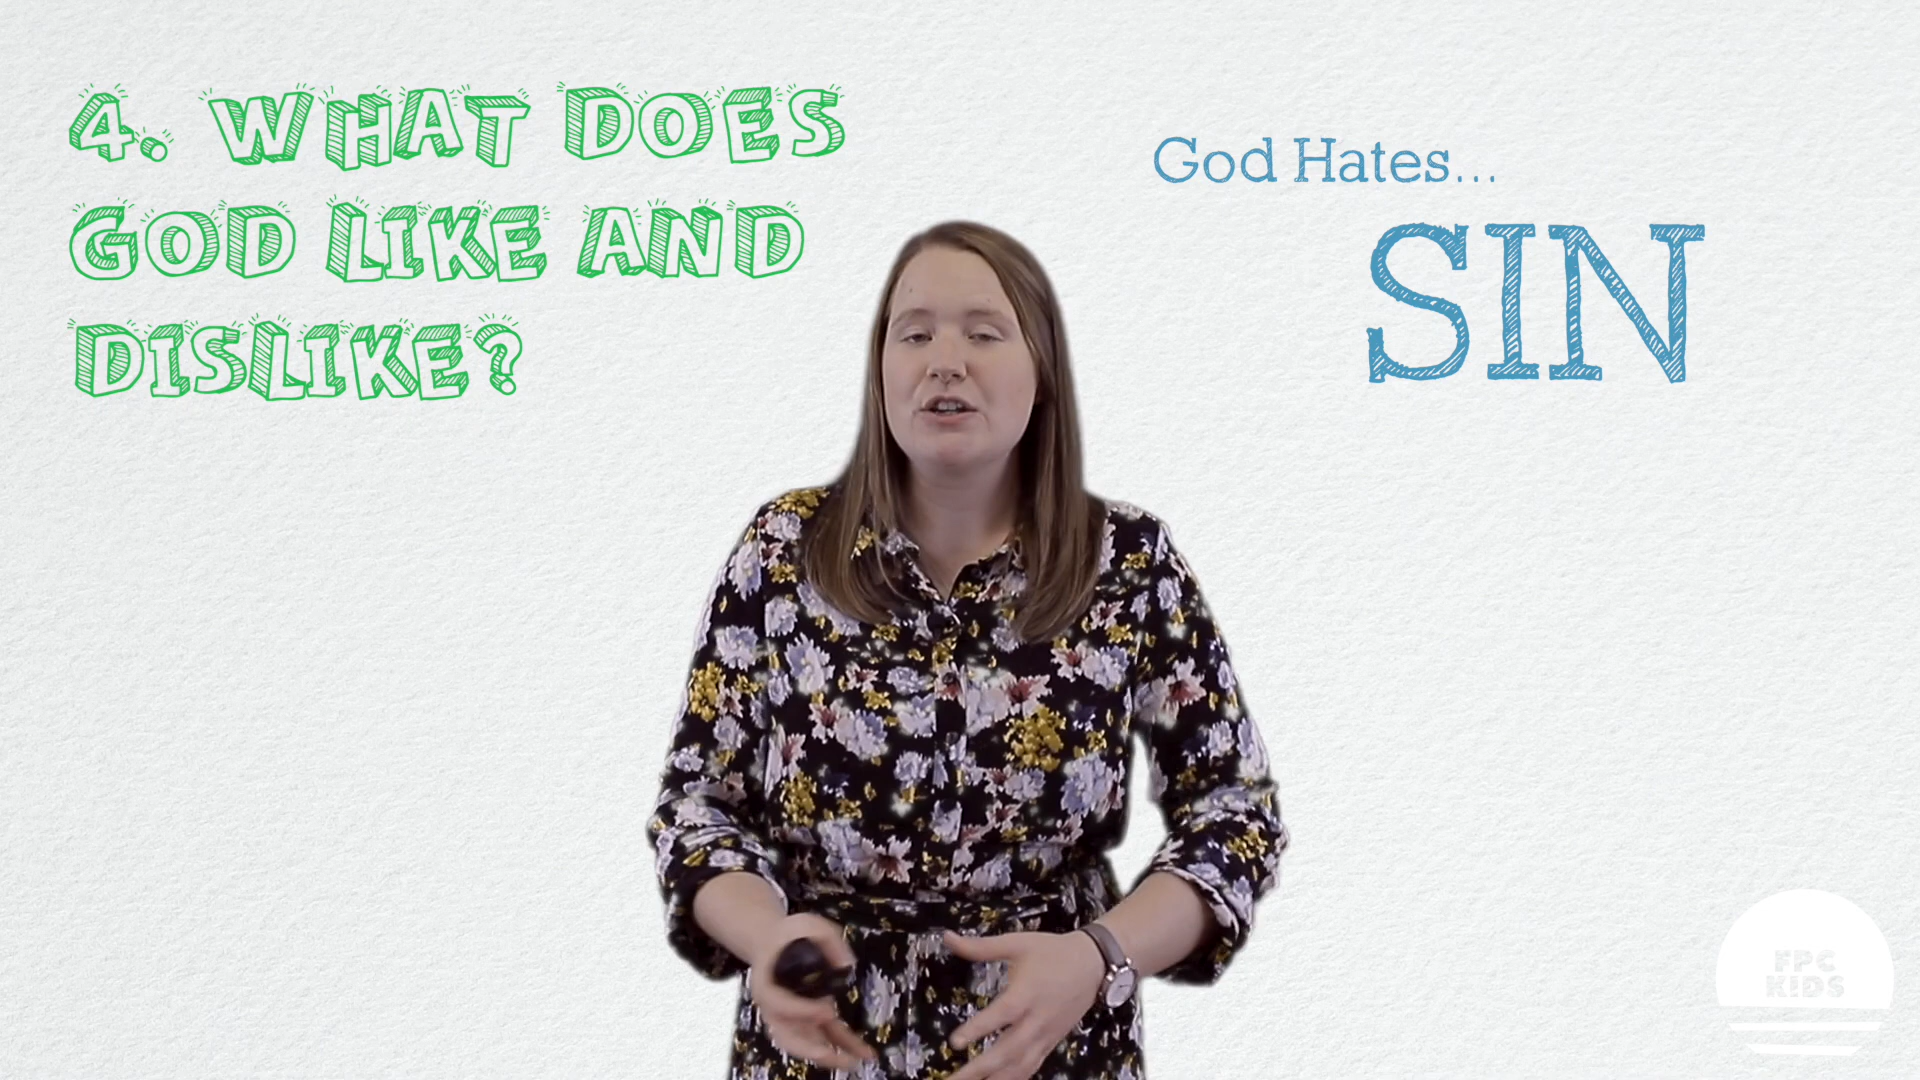 4. WHAT DOES
GOD LIKE AND
DISLIKE?
God Hates...
SIN
FPC
KIDS